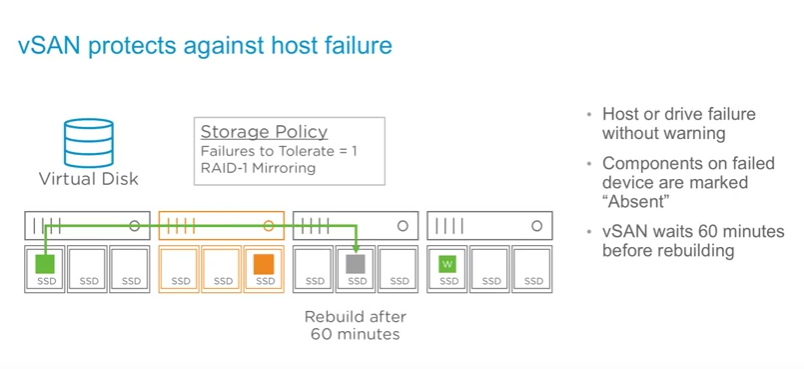 vSAN protects against host failure
Virtual Disk
Storage Policy
Failures to Tolerate = 1
RAID-1 Mirroring
SSD SSD SSD SSD SSD SSD SSD SSD SSD W SSD SSD SSD
Rebuild after
60 minutes
• Host or drive failure
without warning
• Components on failed
device are marked
“Absent”
• vSAN waits 60 minutes
before rebuilding